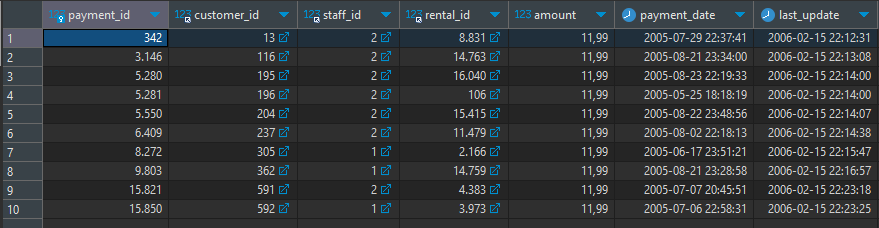 123 payment_id 123 customer_id 123 staff_id 123 rental_id 123 amount payment_date last_update
1 342 13 2 8.831 11,99 2005-07-29 22:37:41 2006-02-15 22:12:31
2 3.146 116 2 14.763 11,99 2005-08-21 23:34:00 2006-02-15 22:13:08
3 5.280 195 2 16.040 11,99 2005-08-23 22:19:33 2006-02-15 22:14:00
4 5.281 196 2 106 11,99 2005-05-25 18:18:19 2006-02-15 22:14:00
5 5.550 204 2 15.415 11,99 2005-08-22 23:48:56 2006-02-15 22:14:07
6 6.409 237 2 11.479 11,99 2005-08-02 22:18:13 2006-02-15 22:14:38
7 8.272 305 1 2.166 11,99 2005-06-17 23:51:21 2006-02-15 22:15:47
8 9.803 362 1 14.759 11,99 2005-08-21 23:28:58 2006-02-15 22:16:57
9 15.821 591 2 4.383 11,99 2005-07-07 20:45:51 2006-02-15 22:23:18
10 15.850 592 1 3.973 11,99 2005-07-06 22:58:31 2006-02-15 22:23:25